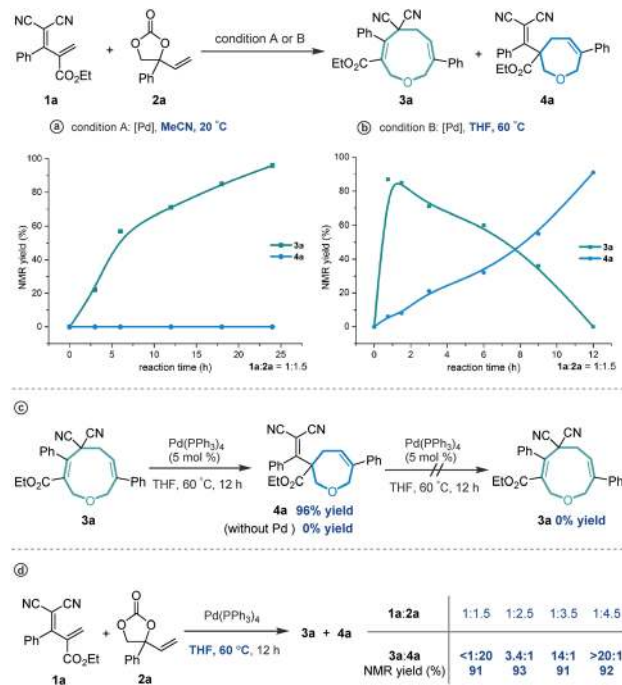 NC CN
Ph
CO₂Et
1a
+
O
O O
Ph
2a
condition A or B
NC CN
Ph
EtO₂C
O
Ph
3a
+
NC CN
Ph
EtO₂C
O
Ph
4a
ⓐ condition A: [Pd], MeCN, 20 °C
NMR yield (%)
100
80
60
40
20
0
3a
4a
0 5 10 15 20 25
reaction time (h)
1a:2a = 1:1.5
ⓑ condition B: [Pd], THF, 60 °C
NMR yield (%)
100
80
60
40
20
0
3a
4a
0 2 4 6 8 10 12
reaction time (h)
1a:2a = 1:1.5
ⓒ
NC CN
Ph
EtO₂C
O
Ph
3a
Pd(PPh₃)₄
(5 mol %)
THF, 60 °C, 12 h
NC CN
Ph
EtO₂C
O
Ph
4a 96% yield
(without Pd ) 0% yield
Pd(PPh₃)₄
(5 mol %)
THF, 60 °C, 12 h
NC CN
Ph
EtO₂C
O
Ph
3a 0% yield
ⓓ
NC CN
Ph
CO₂Et
1a
+
O
O O
Ph
2a
Pd(PPh₃)₄
THF, 60 °C, 12 h
3a + 4a
1a:2a 1:1.5 1:2.5 1:3.5 1:4.5
3a:4a <1:20 3.4:1 14:1 >20:1
NMR yield (%) 91 93 91 92